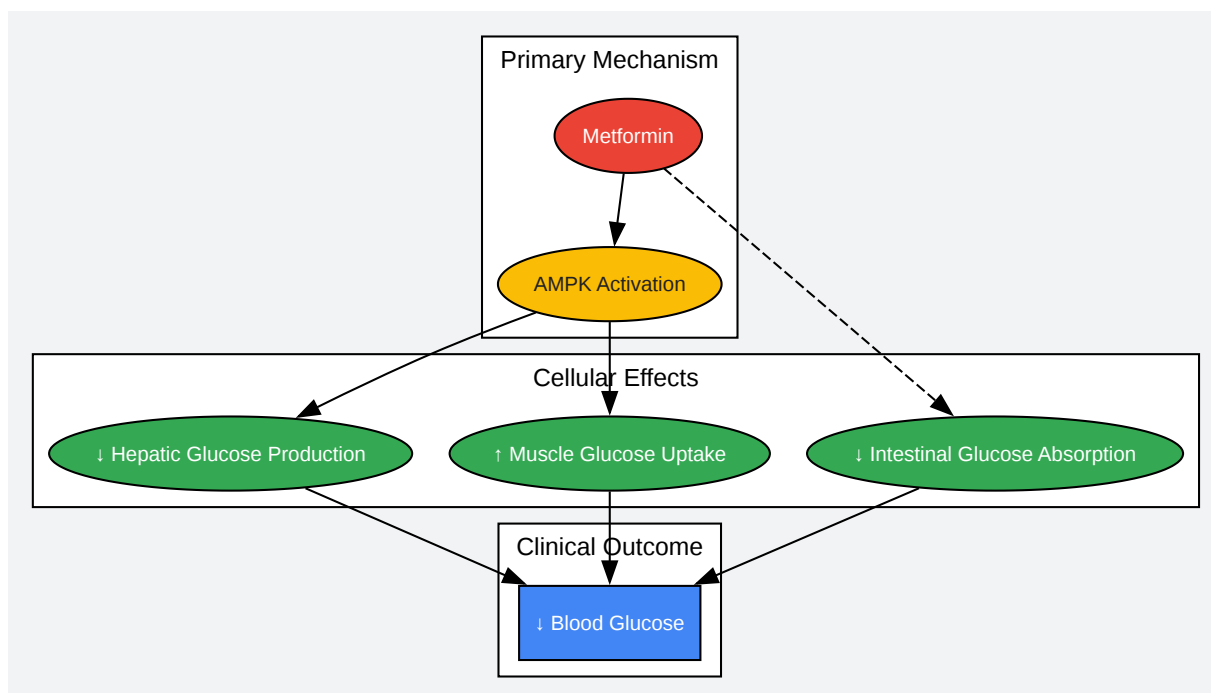 Primary Mechanism
Metformin
AMPK Activation
Cellular Effects
↓ Hepatic Glucose Production
↑ Muscle Glucose Uptake
↓ Intestinal Glucose Absorption
Clinical Outcome
↓ Blood Glucose